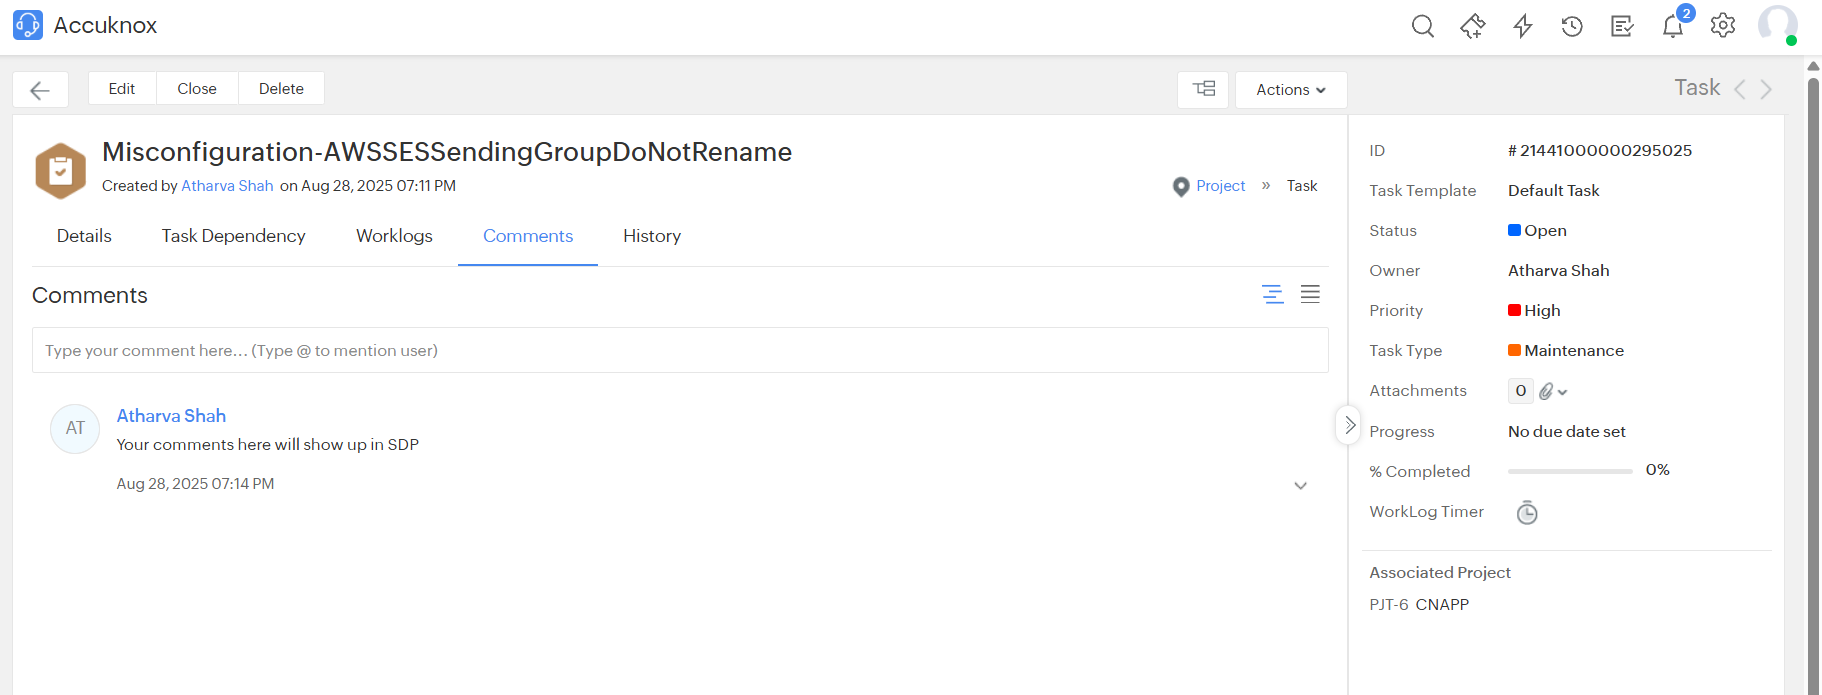 Accuknox
2
Edit Close Delete
Actions
Task
Misconfiguration-AWSSESSendingGroupDoNotRename
Created by Atharva Shah on Aug 28, 2025 07:11 PM
Project » Task
Details Task Dependency Worklogs Comments History
Comments
Type your comment here... (Type @ to mention user)
AT
Atharva Shah
Your comments here will show up in SDP
Aug 28, 2025 07:14 PM
ID # 21441000000295025
Task Template Default Task
Status Open
Owner Atharva Shah
Priority High
Task Type Maintenance
Attachments 0
Progress No due date set
% Completed 0%
WorkLog Timer
Associated Project
PJT-6 CNAPP